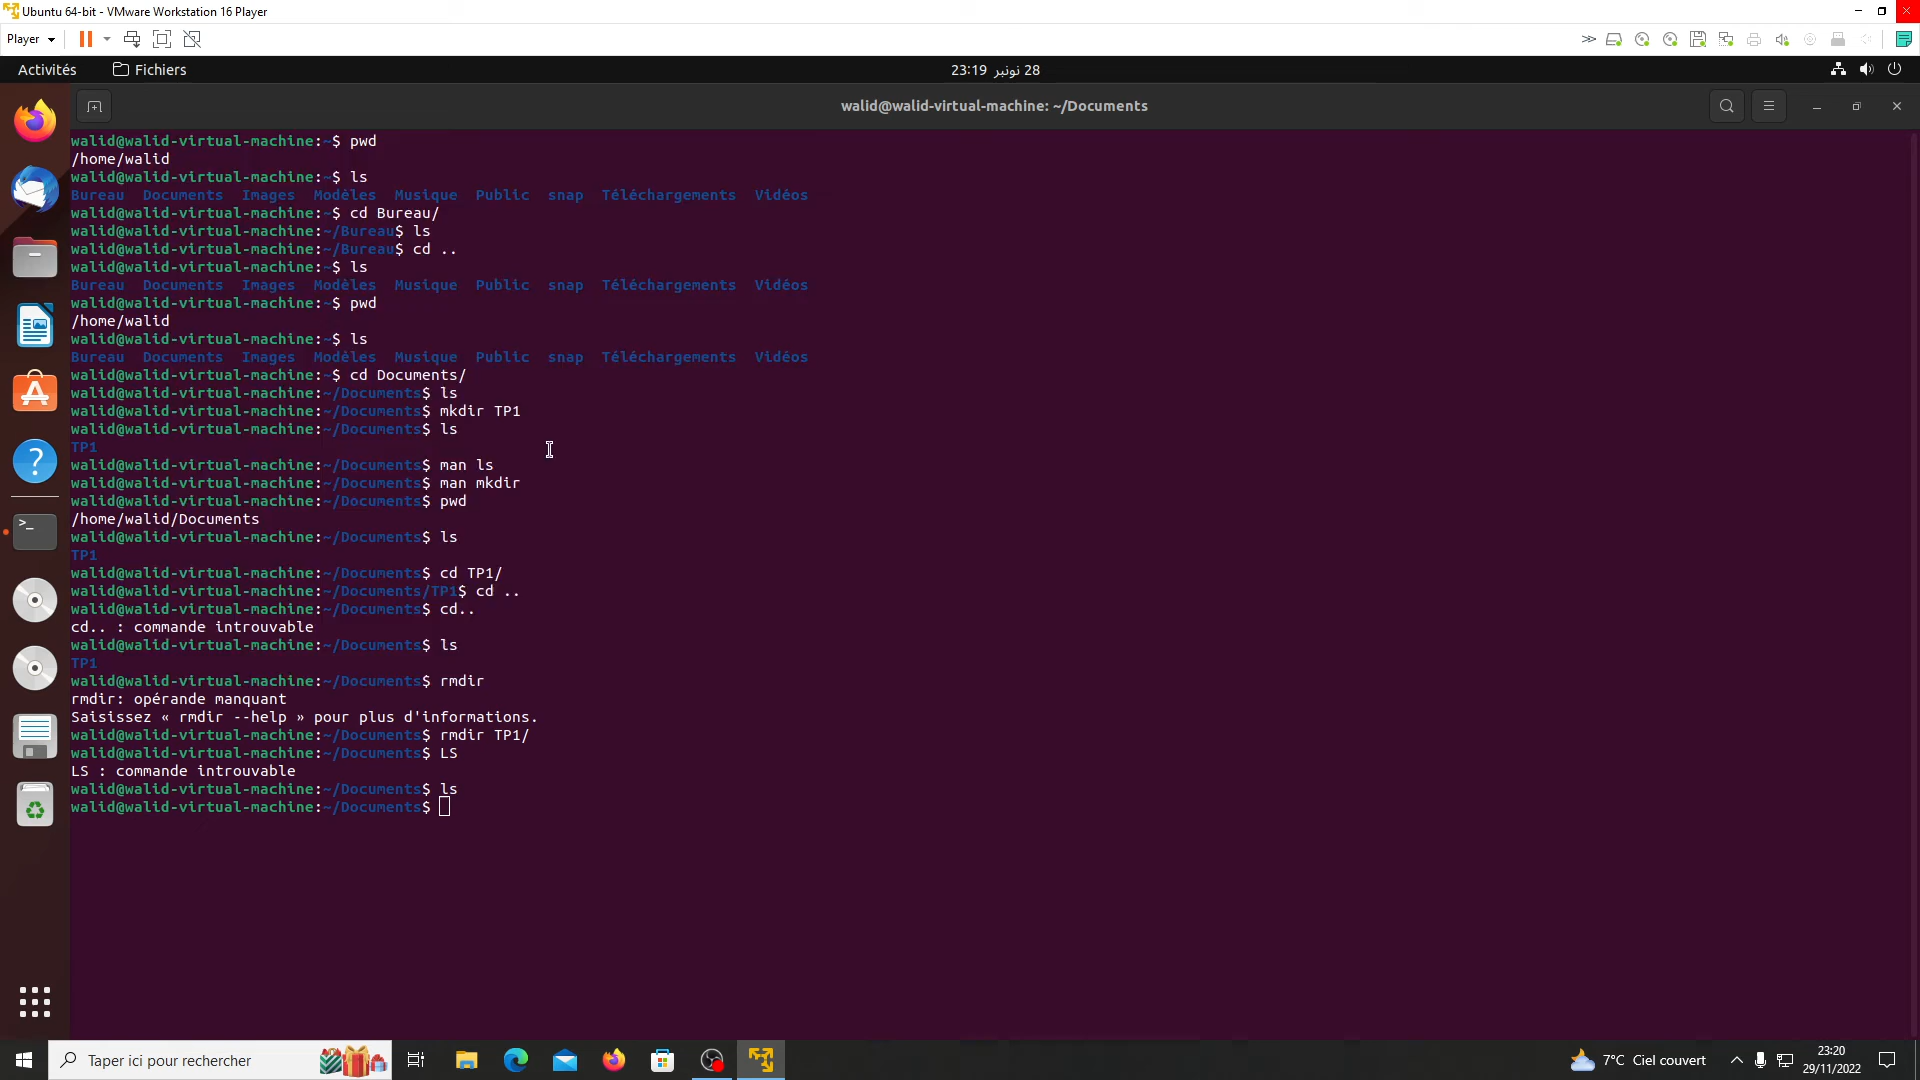 Ubuntu 64-bit - VMware Workstation 16 Player
Player
Activités Fichiers 23:19 28 نونبر
walid@walid-virtual-machine: ~/Documents
walid@walid-virtual-machine:~$ pwd
/home/walid
walid@walid-virtual-machine:~$ ls
Bureau Documents Images Modèles Musique Public snap Téléchargements Vidéos
walid@walid-virtual-machine:~$ cd Bureau/
walid@walid-virtual-machine:~/Bureau$ ls
walid@walid-virtual-machine:~/Bureau$ cd ..
walid@walid-virtual-machine:~$ ls
Bureau Documents Images Modèles Musique Public snap Téléchargements Vidéos
walid@walid-virtual-machine:~$ pwd
/home/walid
walid@walid-virtual-machine:~$ ls
Bureau Documents Images Modèles Musique Public snap Téléchargements Vidéos
walid@walid-virtual-machine:~$ cd Documents/
walid@walid-virtual-machine:~/Documents$ ls
walid@walid-virtual-machine:~/Documents$ mkdir TP1
walid@walid-virtual-machine:~/Documents$ ls
TP1
walid@walid-virtual-machine:~/Documents$ man ls
walid@walid-virtual-machine:~/Documents$ man mkdir
walid@walid-virtual-machine:~/Documents$ pwd
/home/walid/Documents
walid@walid-virtual-machine:~/Documents$ ls
TP1
walid@walid-virtual-machine:~/Documents$ cd TP1/
walid@walid-virtual-machine:~/Documents/TP1$ cd ..
walid@walid-virtual-machine:~/Documents$ cd..
cd.. : commande introuvable
walid@walid-virtual-machine:~/Documents$ ls
TP1
walid@walid-virtual-machine:~/Documents$ rmdir
rmdir: opérande manquant
Saisissez « rmdir --help » pour plus d'informations.
walid@walid-virtual-machine:~/Documents$ rmdir TP1/
walid@walid-virtual-machine:~/Documents$ LS
LS : commande introuvable
walid@walid-virtual-machine:~/Documents$ ls
walid@walid-virtual-machine:~/Documents$
Taper ici pour rechercher
7°C Ciel couvert
23:20
29/11/2022